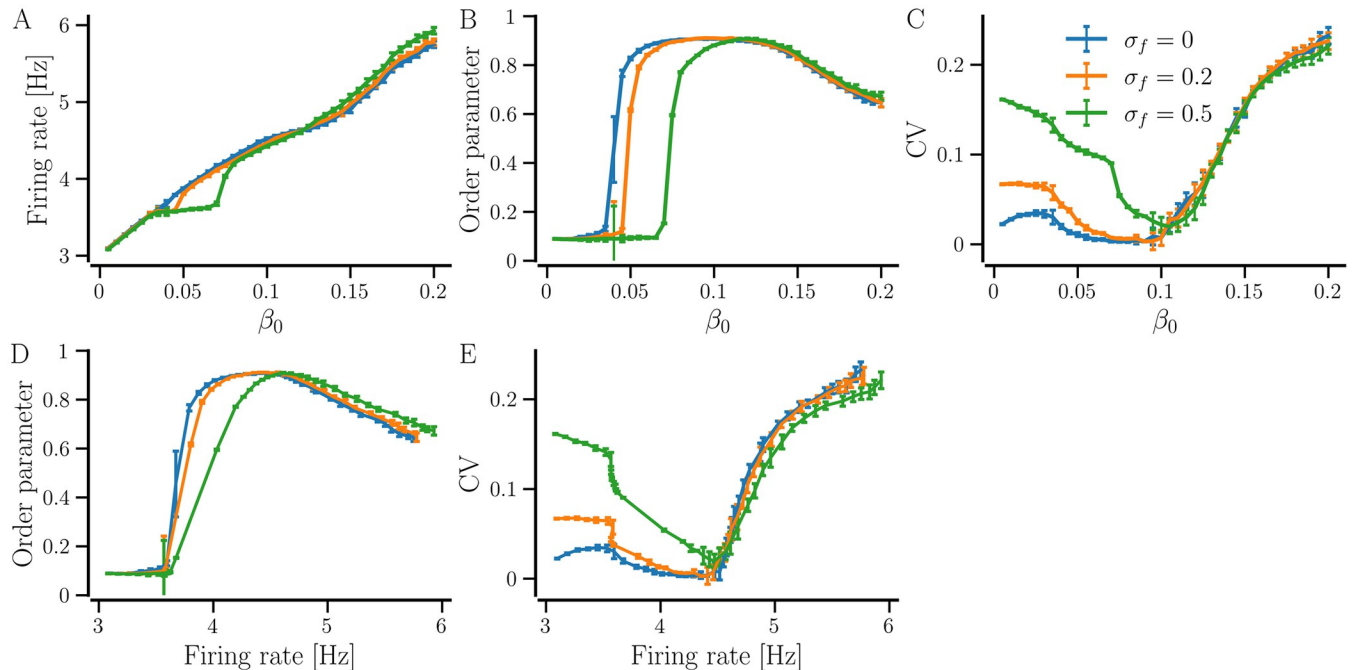 A
Firing rate [Hz]
6
5
4
3
0
0.05
0.1
0.15
0.2
β₀
B
Order parameter
1
0.8
0.6
0.4
0.2
0
0
0.05
0.1
0.15
0.2
β₀
C
CV
0.2
0.1
0
σ_f = 0
σ_f = 0.2
σ_f = 0.5
0
0.05
0.1
0.15
0.2
β₀
D
Order parameter
1
0.8
0.6
0.4
0.2
0
3
4
5
6
Firing rate [Hz]
E
CV
0.2
0.1
0
3
4
5
6
Firing rate [Hz]